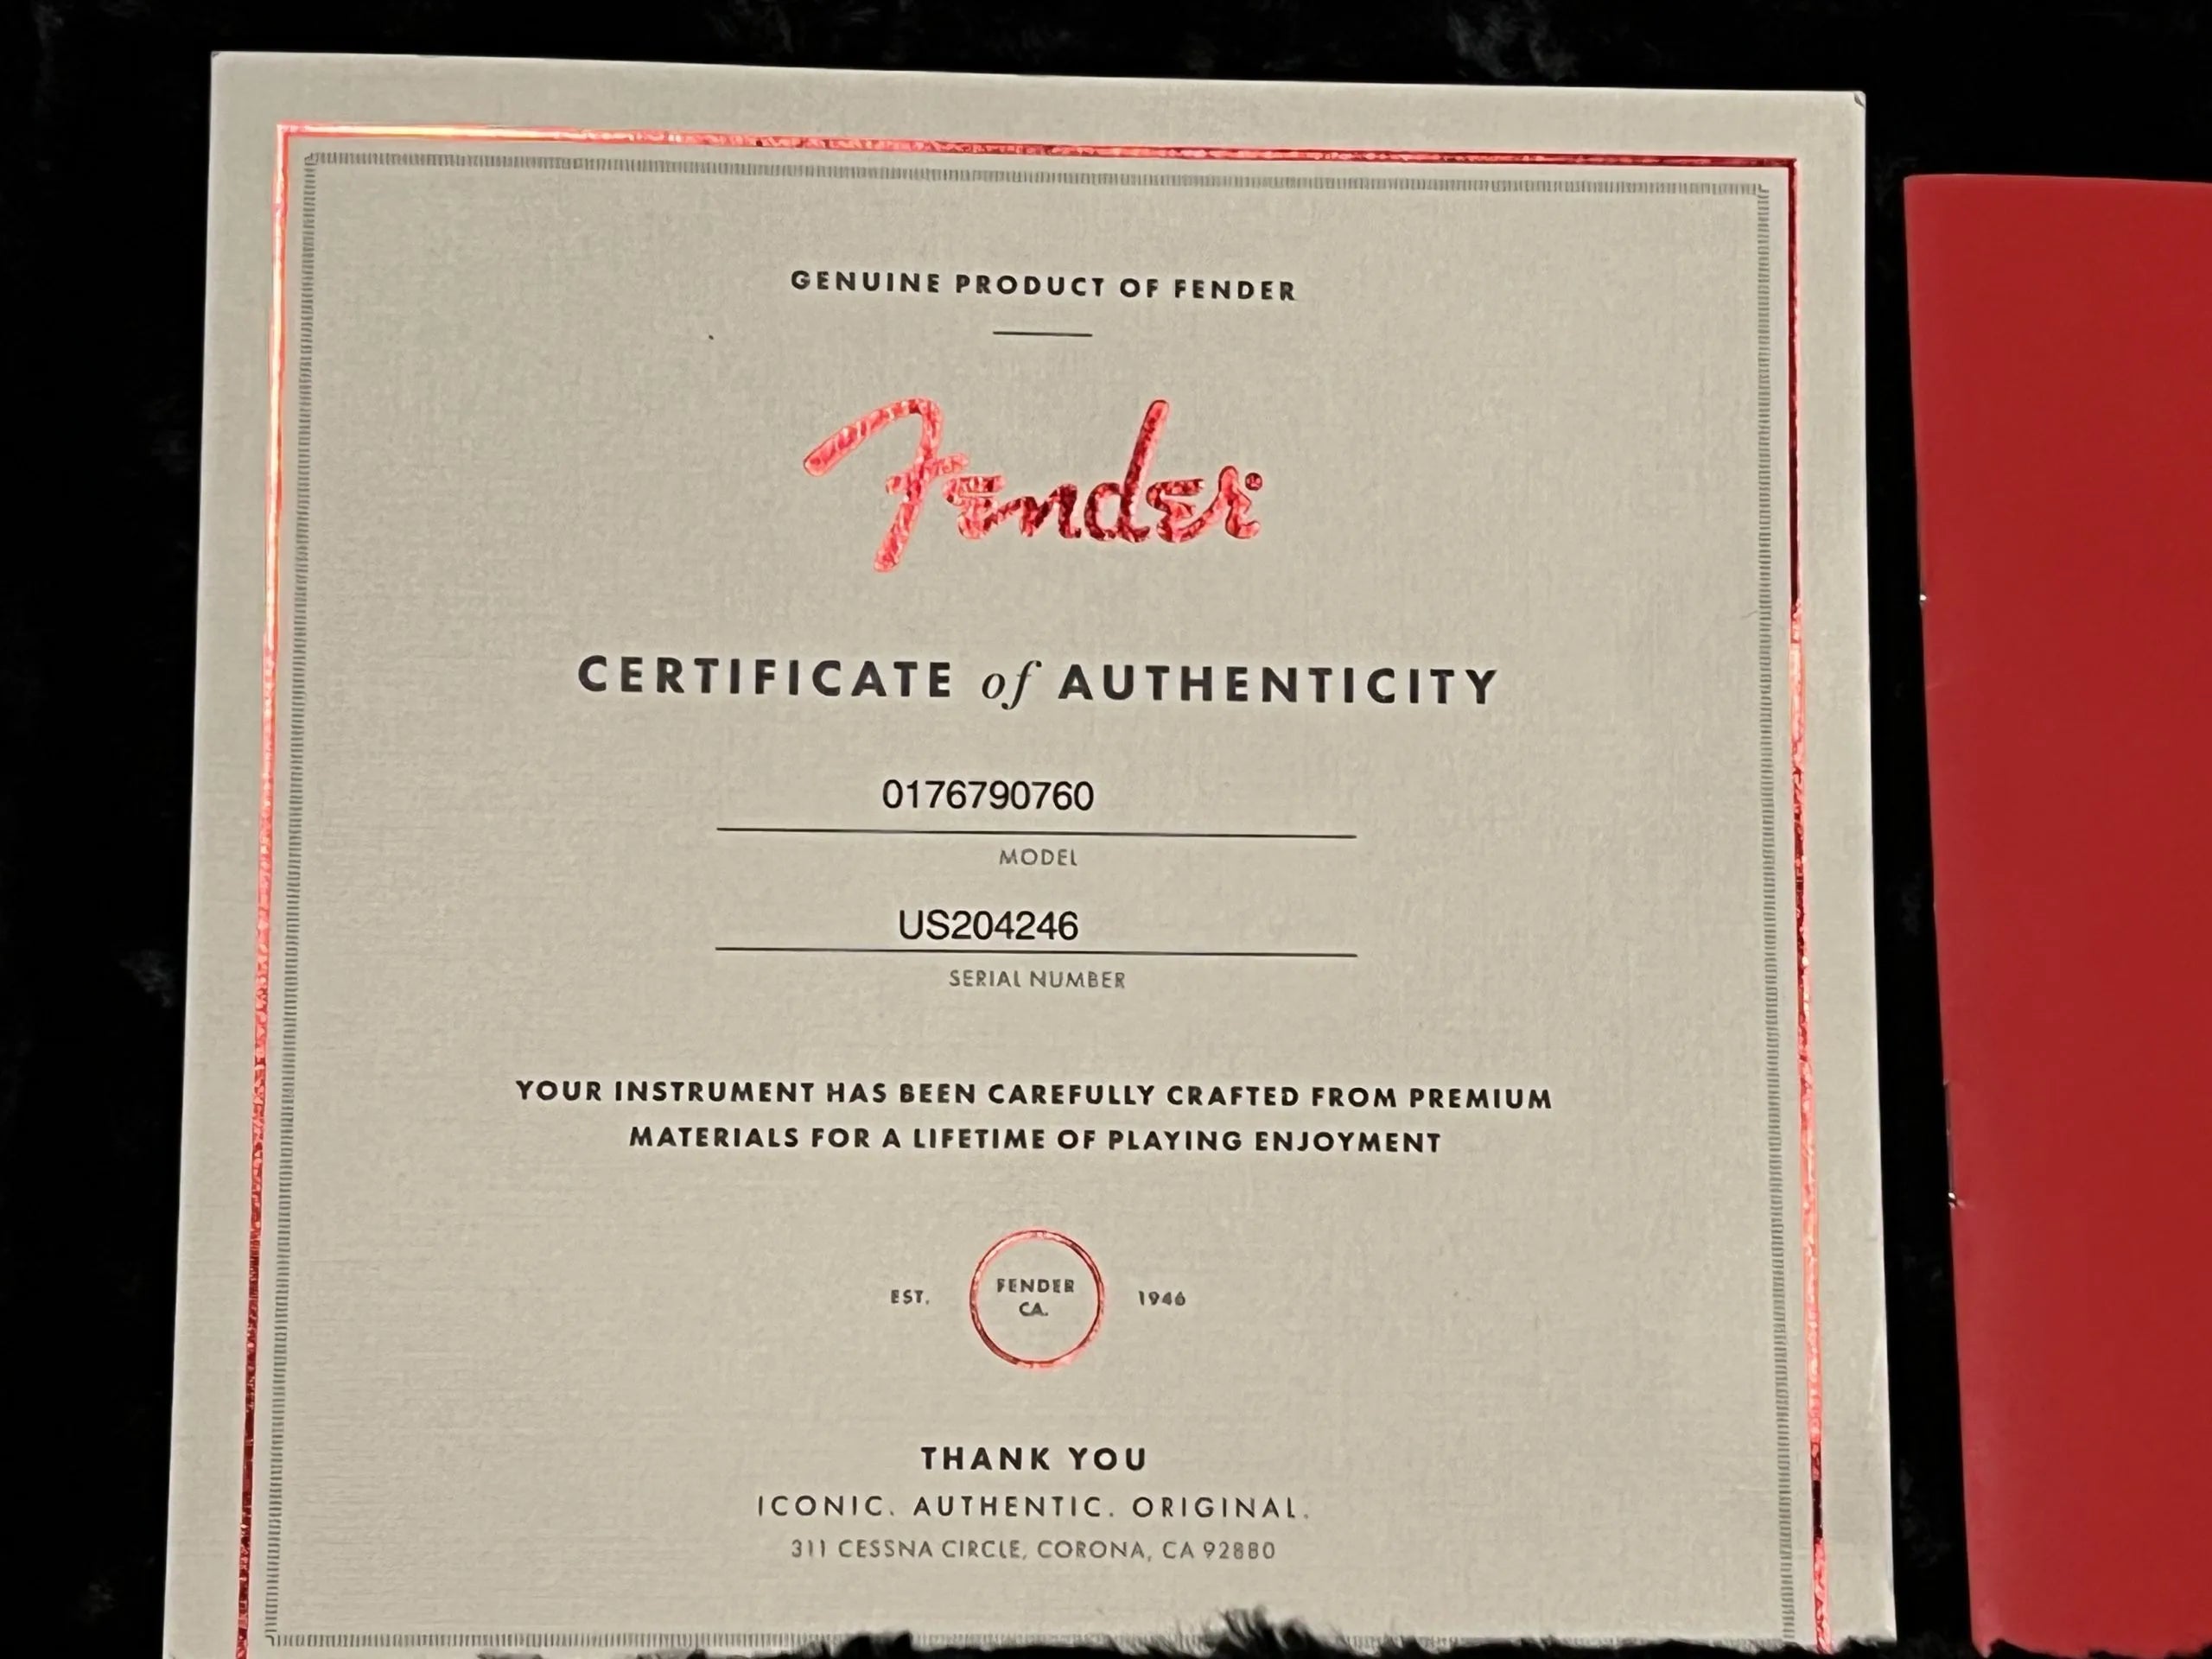 GENUINE PRODUCT OF FENDER
Fender®
CERTIFICATE of AUTHENTICITY
0176790760
MODEL
US204246
SERIAL NUMBER
YOUR INSTRUMENT HAS BEEN CAREFULLY CRAFTED FROM PREMIUM
MATERIALS FOR A LIFETIME OF PLAYING ENJOYMENT
EST. FENDER CA. 1946
THANK YOU
ICONIC. AUTHENTIC. ORIGINAL.
311 CESSNA CIRCLE, CORONA, CA 92880